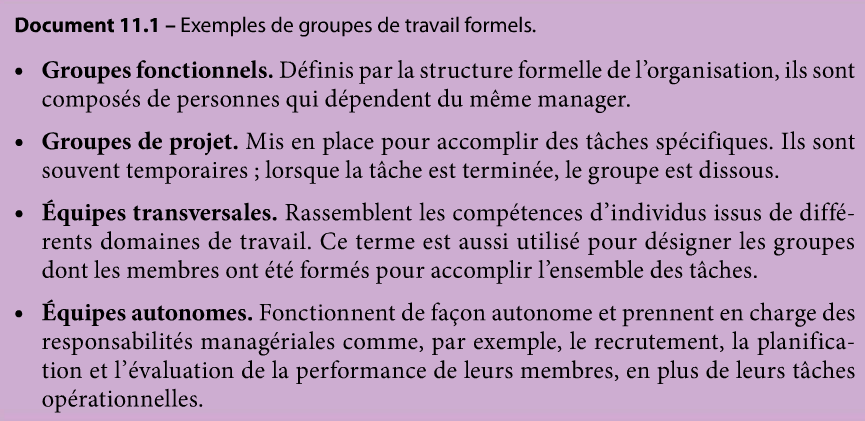 Document 11.1 – Exemples de groupes de travail formels.
• Groupes fonctionnels. Définis par la structure formelle de l'organisation, ils sont
composés de personnes qui dépendent du même manager.
• Groupes de projet. Mis en place pour accomplir des tâches spécifiques. Ils sont
souvent temporaires ; lorsque la tâche est terminée, le groupe est dissous.
• Équipes transversales. Rassemblent les compétences d'individus issus de diffé-
rents domaines de travail. Ce terme est aussi utilisé pour désigner les groupes
dont les membres ont été formés pour accomplir l'ensemble des tâches.
• Équipes autonomes. Fonctionnent de façon autonome et prennent en charge des
responsabilités managériales comme, par exemple, le recrutement, la planifica-
tion et l'évaluation de la performance de leurs membres, en plus de leurs tâches
opérationnelles.